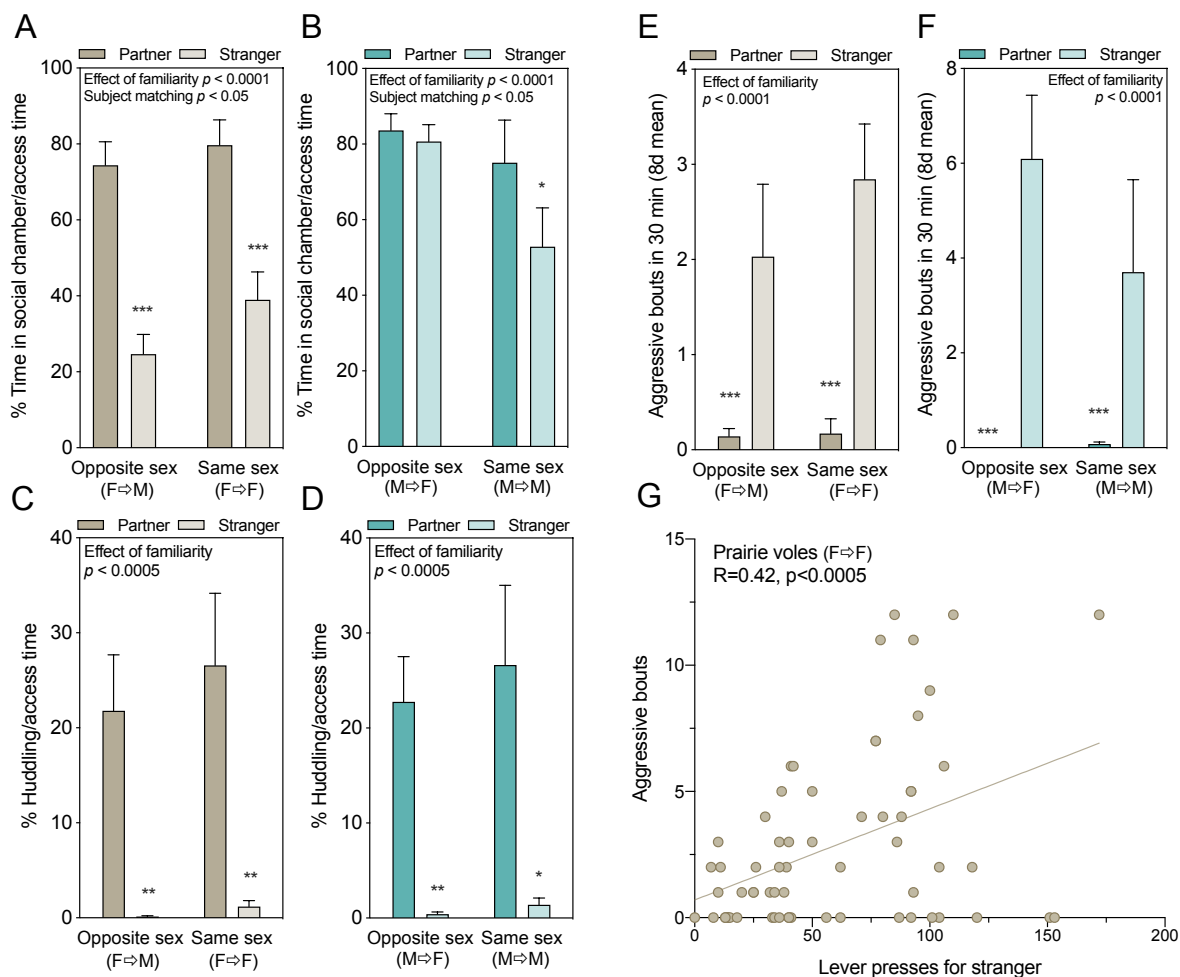 A
Partner Stranger
Effect of familiarity p < 0.0001
Subject matching p < 0.05
% Time in social chamber/access time
100
80
60
40
20
0
***
***
Opposite sex Same sex
(F⇨M) (F⇨F)
B
Partner Stranger
Effect of familiarity p < 0.0001
Subject matching p < 0.05
% Time in social chamber/access time
100
80
60
40
20
0
*
Opposite sex Same sex
(M⇨F) (M⇨M)
C
Partner Stranger
Effect of familiarity
p < 0.0005
% Huddling/access time
40
30
20
10
0
**
**
Opposite sex Same sex
(F⇨M) (F⇨F)
D
Partner Stranger
Effect of familiarity
p < 0.0005
% Huddling/access time
40
30
20
10
0
**
*
Opposite sex Same sex
(M⇨F) (M⇨M)
E
Partner Stranger
Effect of familiarity
p < 0.0001
Aggressive bouts in 30 min (8d mean)
4
3
2
1
0
***
***
Opposite sex Same sex
(F⇨M) (F⇨F)
F
Partner Stranger
Effect of familiarity
p < 0.0001
Aggressive bouts in 30 min (8d mean)
8
6
4
2
0
***
***
Opposite sex Same sex
(M⇨F) (M⇨M)
G
Prairie voles (F⇨F)
R=0.42, p<0.0005
Aggressive bouts
15
10
5
0
0 50 100 150 200
Lever presses for stranger